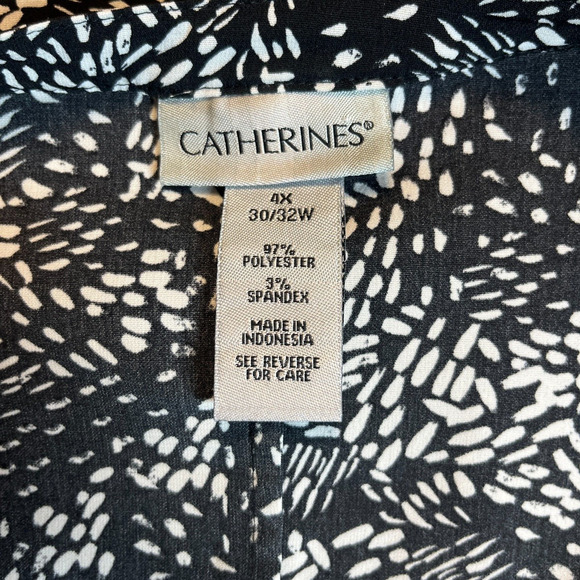 CATHERINES®
4X
30/32W
97%
POLYESTER
3%
SPANDEX
MADE IN
INDONESIA
SEE REVERSE
FOR CARE